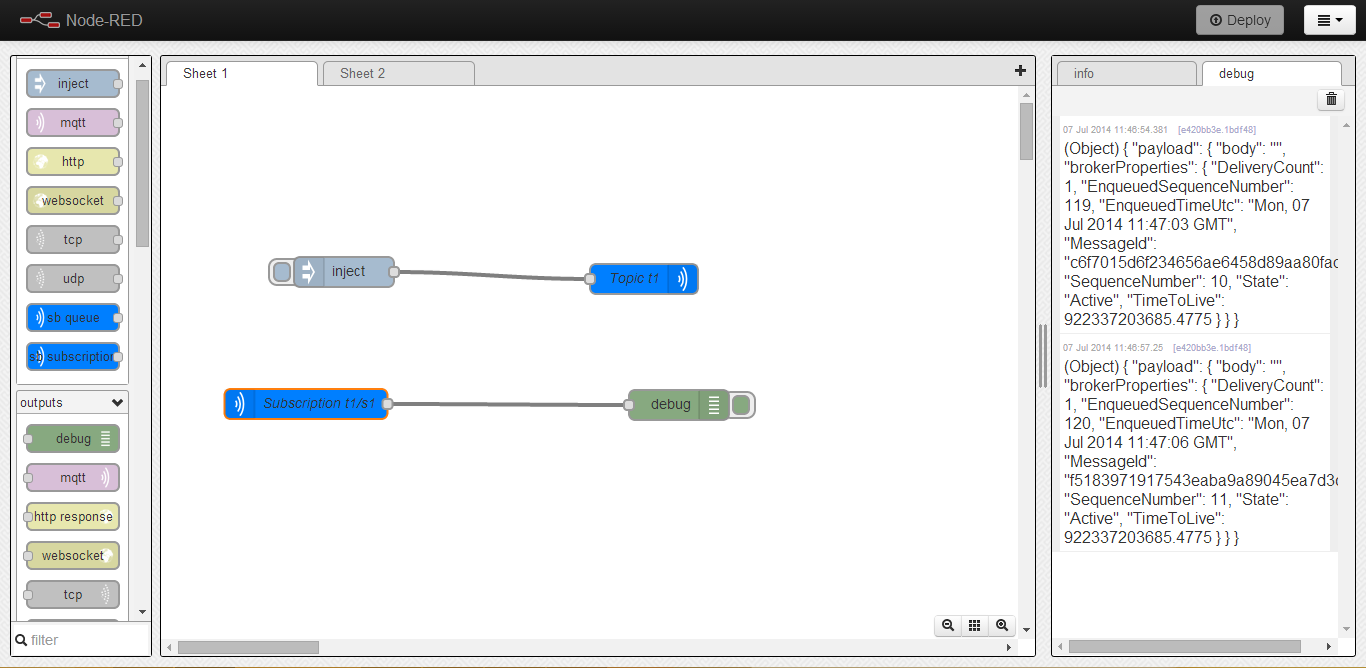 Node-RED
Deploy
inject
mqtt
http
websocket
tcp
udp
sb queue
sb subscription
outputs
debug
mqtt
http response
websocket
tcp
filter
Sheet 1
Sheet 2
inject
Topic t1
Subscription t1/s1
debug
info
debug
07 Jul 2014 11:46:54.381 [e420bb3e.1bdf48]
(Object) { "payload": { "body": "",
"brokerProperties": { "DeliveryCount":
1, "EnqueuedSequenceNumber":
119, "EnqueuedTimeUtc": "Mon, 07
Jul 2014 11:47:03 GMT",
"MessageId":
"c6f7015d6f234656ae6458d89aa80fac
"SequenceNumber": 10, "State":
"Active", "TimeToLive":
922337203685.4775 } } }
07 Jul 2014 11:46:57.25 [e420bb3e.1bdf48]
(Object) { "payload": { "body": "",
"brokerProperties": { "DeliveryCount":
1, "EnqueuedSequenceNumber":
120, "EnqueuedTimeUtc": "Mon, 07
Jul 2014 11:47:06 GMT",
"MessageId":
"f5183971917543eaba9a89045ea7d3c
"SequenceNumber": 11, "State":
"Active", "TimeToLive":
922337203685.4775 } } }